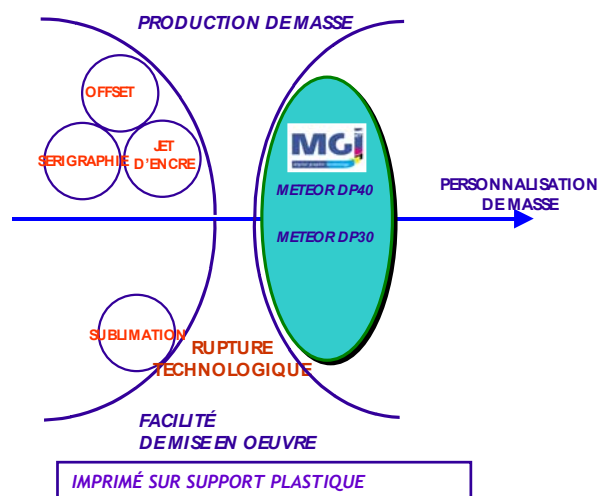 PRODUCTION DE MASSE
OFFSET
SERIGRAPHIE
JET
D'ENCRE
MGI
METEOR DP40
METEOR DP30
PERSONNALISATION
DE MASSE
SUBLIMATION
RUPTURE
TECHNOLOGIQUE
FACILITÉ
DE MISE EN OEUVRE
IMPRIMÉ SUR SUPPORT PLASTIQUE